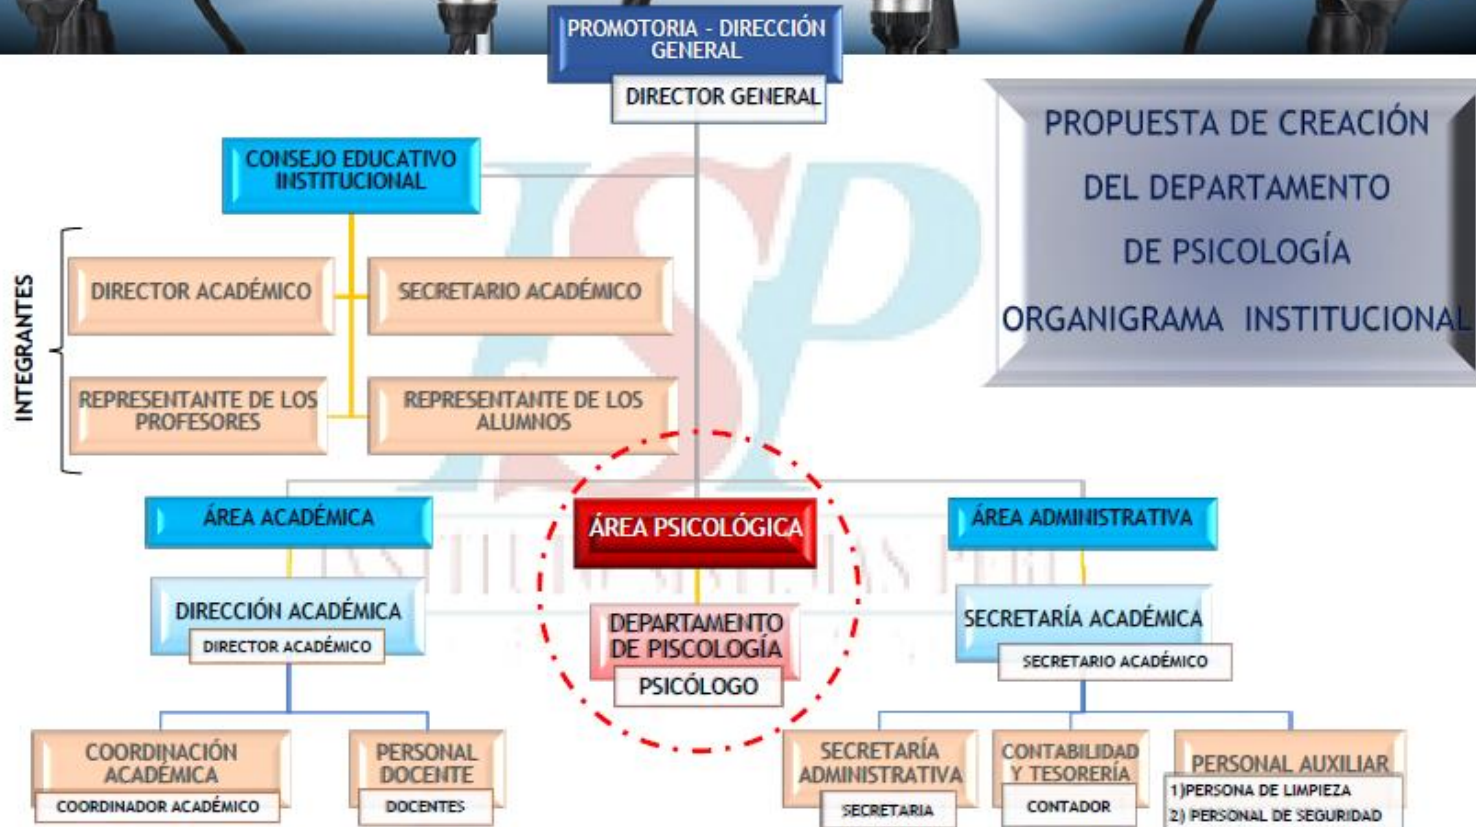 PROMOTORIA - DIRECCIÓN
GENERAL
DIRECTOR GENERAL
PROPUESTA DE CREACIÓN
DEL DEPARTAMENTO
DE PSICOLOGÍA
ORGANIGRAMA INSTITUCIONAL
CONSEJO EDUCATIVO
INSTITUCIONAL
INTEGRANTES
DIRECTOR ACADÉMICO
SECRETARIO ACADÉMICO
REPRESENTANTE DE LOS
PROFESORES
REPRESENTANTE DE LOS
ALUMNOS
ISP
ÁREA ACADÉMICA
ÁREA PSICOLÓGICA
ÁREA ADMINISTRATIVA
DIRECCIÓN ACADÉMICA
DIRECTOR ACADÉMICO
DEPARTAMENTO
DE PISCOLOGÍA
PSICÓLOGO
SECRETARÍA ACADÉMICA
SECRETARIO ACADÉMICO
COORDINACIÓN
ACADÉMICA
COORDINADOR ACADÉMICO
PERSONAL
DOCENTE
DOCENTES
SECRETARÍA
ADMINISTRATIVA
SECRETARIA
CONTABILIDAD
Y TESORERÍA
CONTADOR
PERSONAL AUXILIAR
1)PERSONA DE LIMPIEZA
2) PERSONAL DE SEGURIDAD